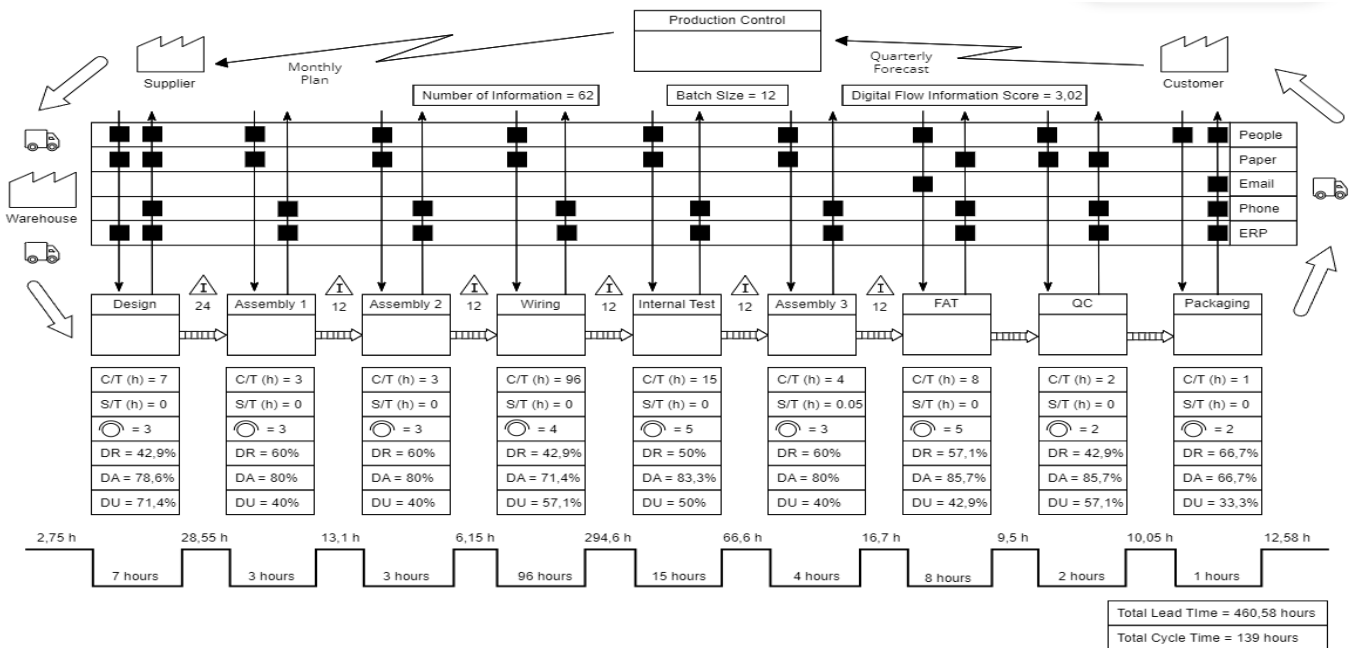 Production Control
Supplier
Monthly
Plan
Quarterly
Forecast
Customer
Number of Information = 62
Batch SIze = 12
Digital Flow Information Score = 3,02
People
Paper
Email
Phone
ERP
Warehouse
Design
I
24
Assembly 1
I
12
Assembly 2
I
12
Wiring
I
12
Internal Test
I
12
Assembly 3
I
12
FAT
QC
Packaging
C/T (h) = 7
S/T (h) = 0
= 3
DR = 42,9%
DA = 78,6%
DU = 71,4%
C/T (h) = 3
S/T (h) = 0
= 3
DR = 60%
DA = 80%
DU = 40%
C/T (h) = 3
S/T (h) = 0
= 3
DR = 60%
DA = 80%
DU = 40%
C/T (h) = 96
S/T (h) = 0
= 4
DR = 42,9%
DA = 71,4%
DU = 57,1%
C/T (h) = 15
S/T (h) = 0
= 5
DR = 50%
DA = 83,3%
DU = 50%
C/T (h) = 4
S/T (h) = 0.05
= 3
DR = 60%
DA = 80%
DU = 40%
C/T (h) = 8
S/T (h) = 0
= 5
DR = 57,1%
DA = 85,7%
DU = 42,9%
C/T (h) = 2
S/T (h) = 0
= 2
DR = 42,9%
DA = 85,7%
DU = 57,1%
C/T (h) = 1
S/T (h) = 0
= 2
DR = 66,7%
DA = 66,7%
DU = 33,3%
2,75 h
7 hours
28,55 h
3 hours
13,1 h
3 hours
6,15 h
96 hours
294,6 h
15 hours
66,6 h
4 hours
16,7 h
8 hours
9,5 h
2 hours
10,05 h
1 hours
12,58 h
Total Lead TIme = 460,58 hours
Total Cycle Time = 139 hours